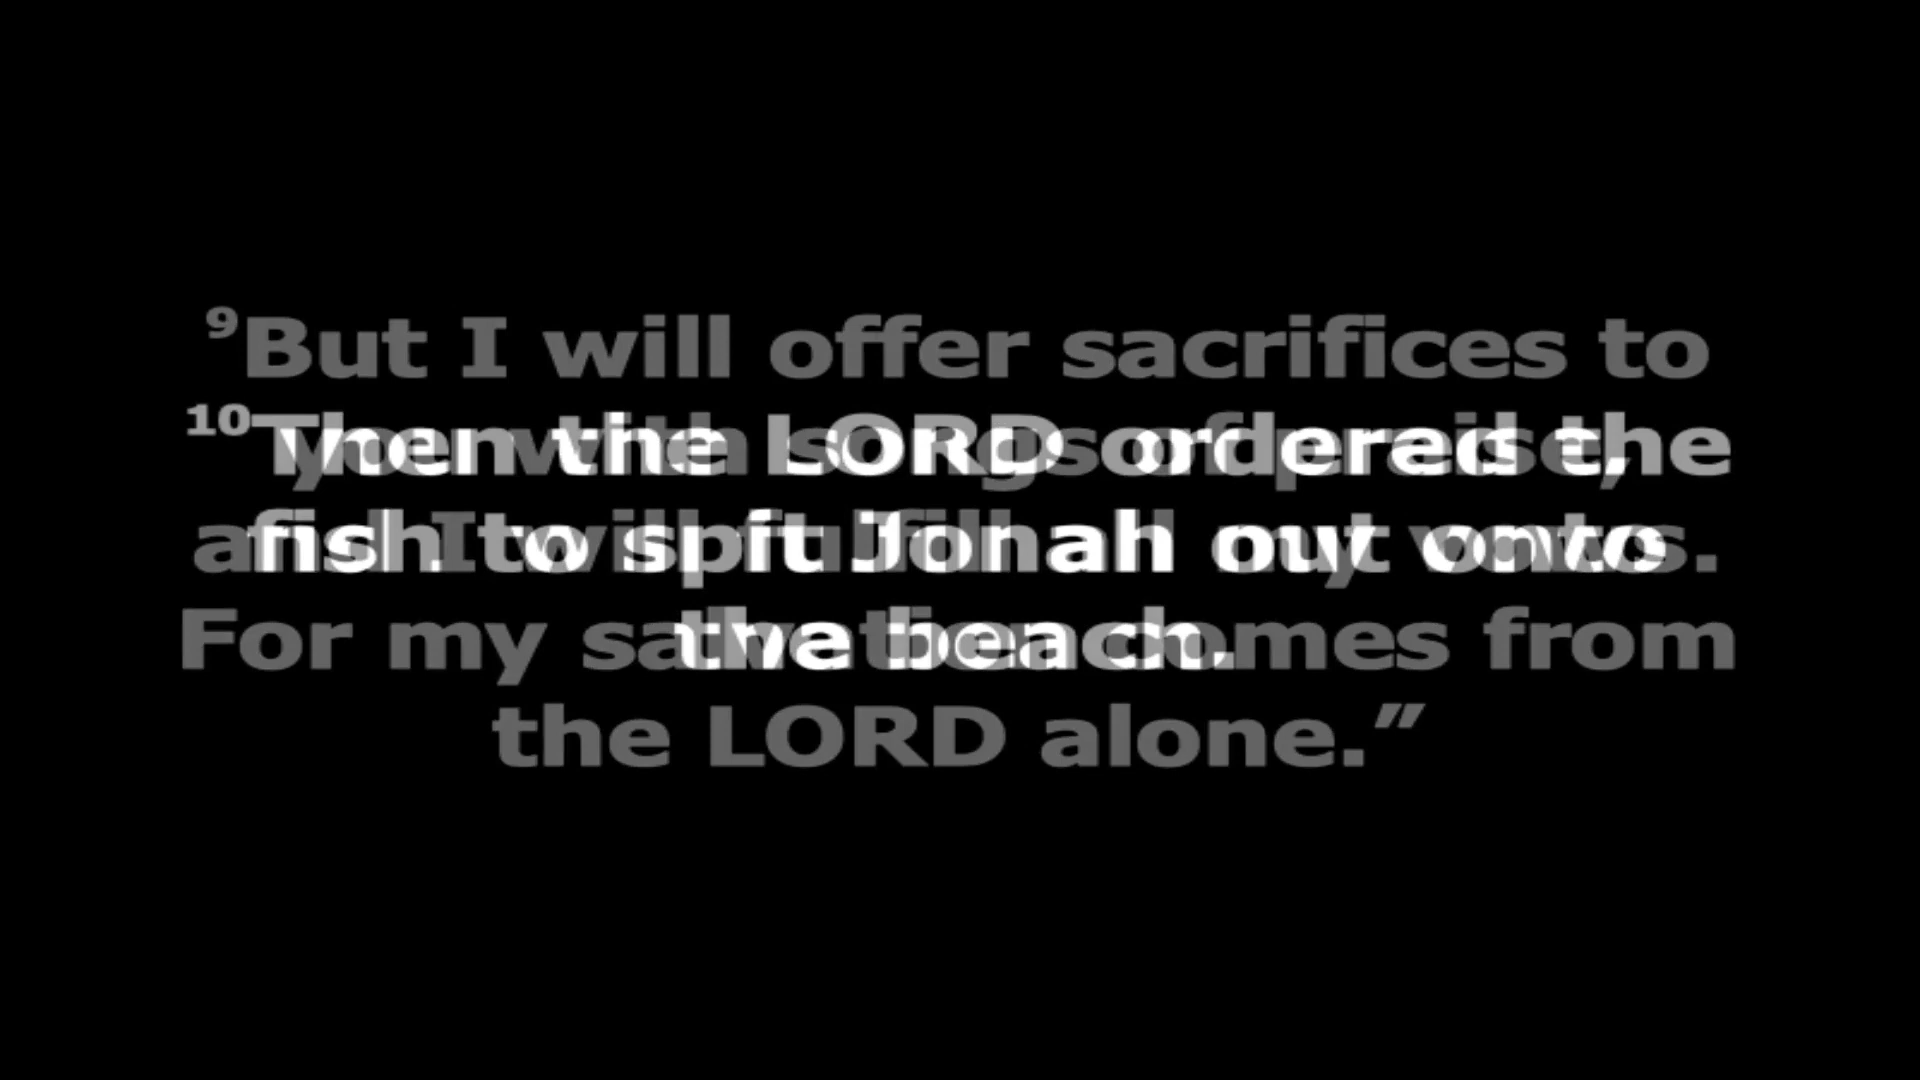 ⁹But I will offer sacrifices to
you with songs of praise,
and I will fulfill all my vows.
For my salvation comes from
the LORD alone.”
¹⁰Then the LORD ordered the
fish to spit Jonah out onto
the beach.